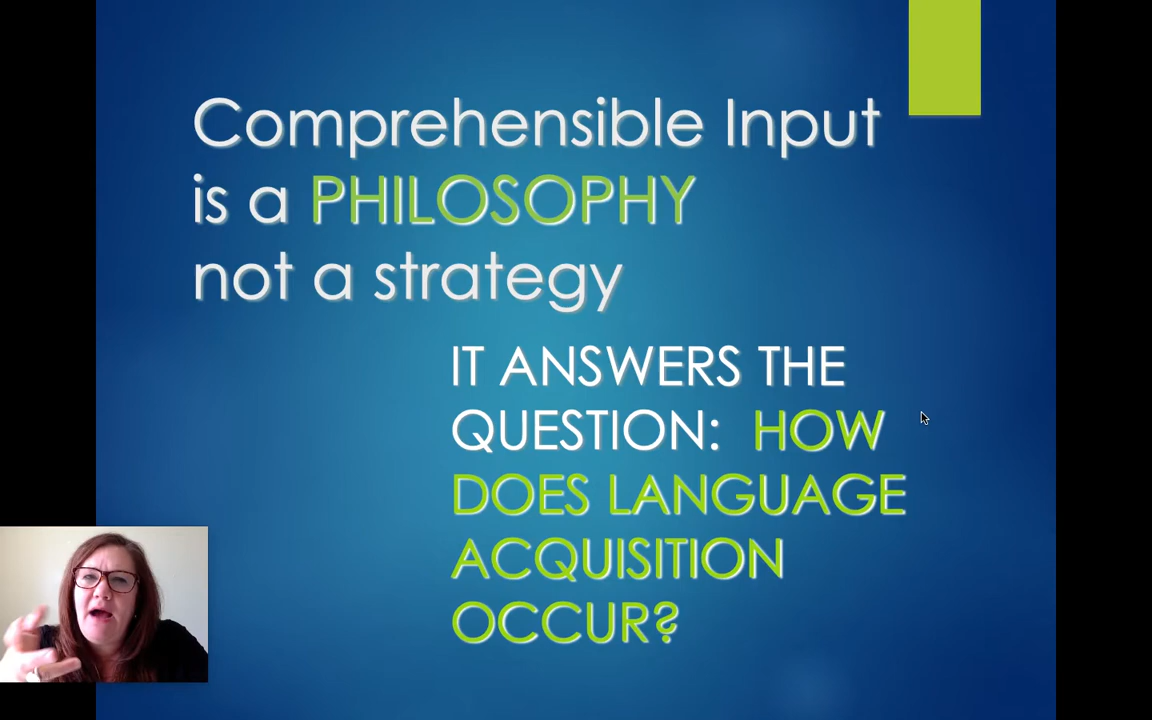 Comprehensible Input
is a PHILOSOPHY
not a strategy
IT ANSWERS THE
QUESTION: HOW
DOES LANGUAGE
ACQUISITION
OCCUR?